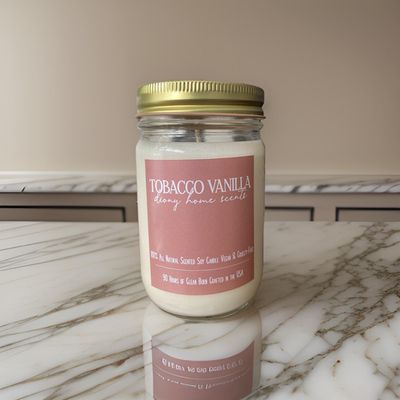 TOBACCO VANILLA
home scents
100% All Natural Scented Soy Candle Vegan & Cruelty-Free
90 Hours of Clean Burn Crafted in the USA